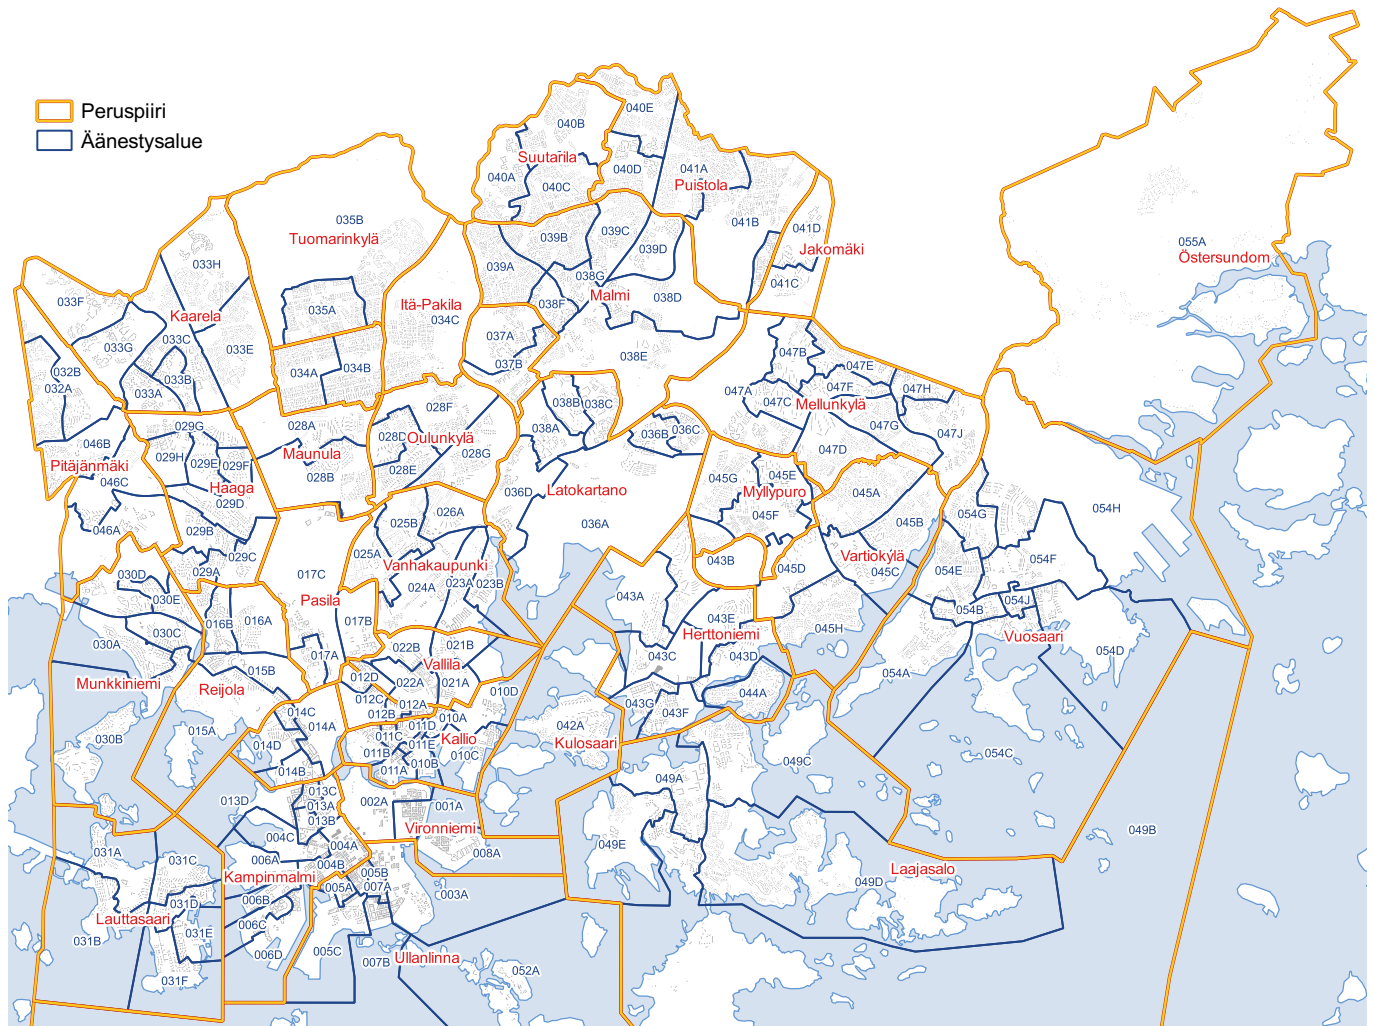 Peruspiiri
Äänestysalue
040E
040B
Suutarila
040A
040C
040D
041A
Puistola
041B
041D
Jakomäki
041C
035B
Tuomarinkylä
035A
033H
Kaarela
033F
033G
033C
033E
033B
033A
032B
032A
Itä-Pakila
034C
034A
034B
039B
039C
039D
039A
038G
Malmi
038D
038F
037A
037B
038E
055A
Östersundom
047B
047E
047F
047H
047A
047C
Mellunkylä
047G
047J
047D
038B
038C
038A
036B
036C
028F
028A
028D
Oulunkylä
028G
028E
Maunula
028B
029G
029H
029E
029F
Haaga
029D
029B
029C
029A
046B
Pitäjänmäki
046C
046A
036D
Latokartano
036A
045G
045E
Myllypuro
045F
045A
045B
Vartiokylä
045C
043B
045D
045H
054G
054H
054F
054E
054B
054J
Vuosaari
054D
054A
054C
026A
025B
025A
Vanhakaupunki
024A
023A
023B
017C
Pasila
017B
017A
016B
016A
030D
030E
030C
030A
Munkkiniemi
030B
Reijola
015B
015A
022B
021B
Vallila
022A
021A
012D
012C
012A
012B
010D
010A
011D
011C
011E
Kallio
011B
010B
010C
011A
014C
014A
014D
014B
043A
043E
Herttoniemi
043C
043D
044A
043G
043F
042A
Kulosaari
049A
049C
049E
049B
049D
Laajasalo
013C
013D
013A
013B
002A
001A
Vironniemi
008A
004C
004A
006A
004B
Kampinmalmi
005A
005B
007A
003A
006B
006C
006D
005C
007B
Ullanlinna
052A
031A
031C
031D
Lauttasaari
031B
031E
031F